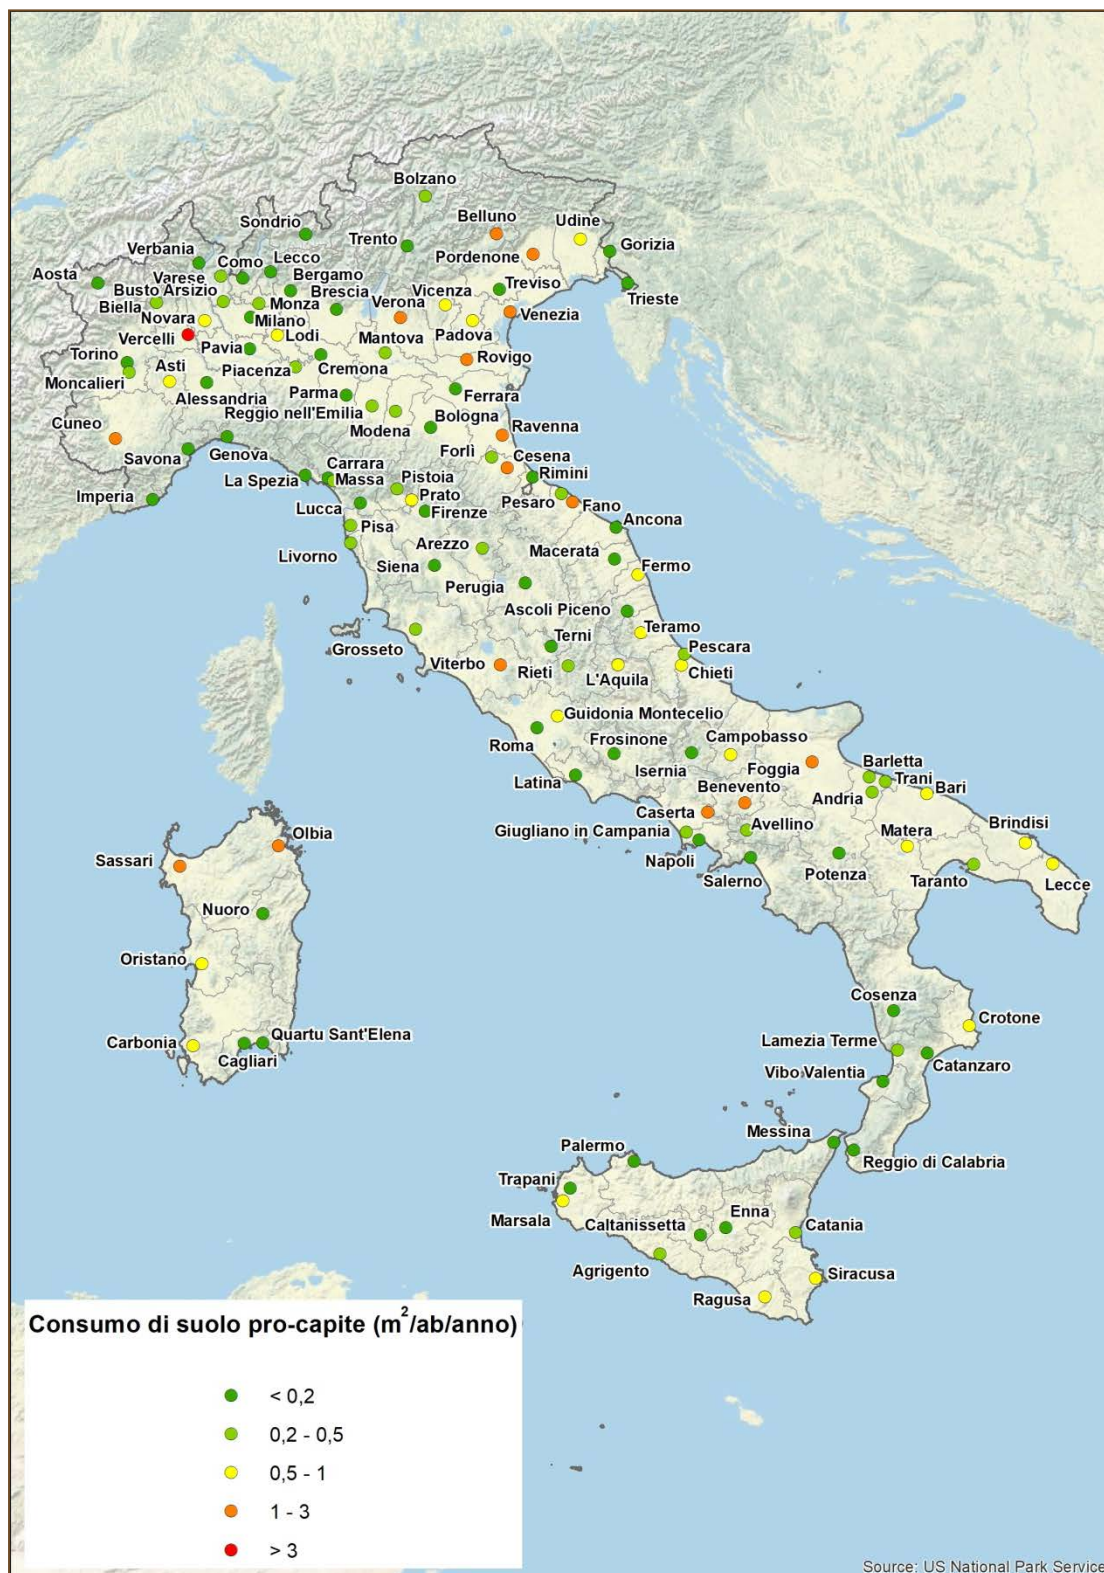 Bolzano
Sondrio
Belluno
Udine
Trento
Gorizia
Verbania
Como
Lecco
Pordenone
Aosta
Varese
Bergamo
Treviso
Trieste
Busto Arsizio
Brescia
Verona
Vicenza
Biella
Monza
Venezia
Novara
Milano
Padova
Vercelli
Lodi
Mantova
Torino
Pavia
Rovigo
Moncalieri
Asti
Piacenza
Cremona
Alessandria
Parma
Ferrara
Reggio nell'Emilia
Bologna
Cuneo
Modena
Ravenna
Savona
Genova
Forlì
Cesena
Carrara
La Spezia
Massa
Pistoia
Rimini
Imperia
Prato
Pesaro
Fano
Lucca
Firenze
Pisa
Ancona
Arezzo
Livorno
Macerata
Siena
Fermo
Perugia
Ascoli Piceno
Teramo
Terni
Grosseto
Pescara
Viterbo
Rieti
L'Aquila
Chieti
Guidonia Montecelio
Roma
Frosinone
Campobasso
Isernia
Foggia
Barletta
Latina
Trani
Benevento
Andria
Bari
Caserta
Olbia
Giugliano in Campania
Avellino
Matera
Brindisi
Sassari
Napoli
Salerno
Potenza
Taranto
Lecce
Nuoro
Oristano
Cosenza
Crotone
Quartu Sant'Elena
Carbonia
Lamezia Terme
Cagliari
Catanzaro
Vibo Valentia
Messina
Palermo
Reggio di Calabria
Trapani
Enna
Marsala
Caltanissetta
Catania
Agrigento
Siracusa
Ragusa
Consumo di suolo pro-capite (m²/ab/anno)
< 0,2
0,2 - 0,5
0,5 - 1
1 - 3
> 3
Source: US National Park Service